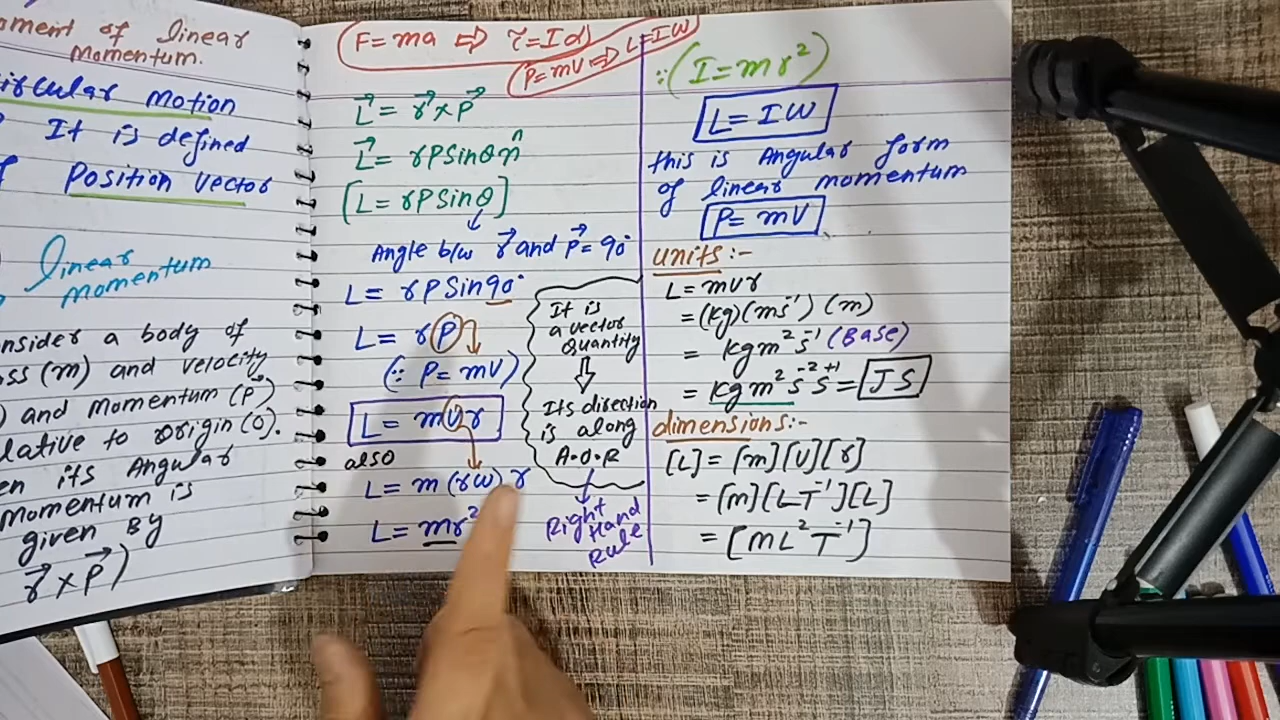 oment of linear
Momentum.
ircular motion
It is defined
Position vector
linear
momentum
nsider a body of
ss (m) and velocity
) and Momentum (P⃗)
lative to origin (O).
en its Angular
Momentum is
given By
r⃗ × P⃗)
F = ma ⇒ τ = Iα)
(P = mV ⇒ L = Iω
L⃗ = r⃗ × P⃗
L⃗ = rPSinθ n̂
[L = rPSinθ]
Angle b/w r⃗ and P⃗ = 90°
L = rPSin90°
L = rP
(∵ P = mV)
L = mvr
also
L = m(rω)r
L = mr²
It is
a vector
Quantity
⇓
Its direction
is along
A.O.R
Right
Hand
Rule
∵(I = mr²)
L = Iω
this is Angular form
of linear momentum
P = mV
units:-
L = mvr
= (kg)(ms⁻¹)(m)
= kgm²s⁻¹ (Base)
= kgm²s⁻²s⁺¹ = JS
dimensions:-
[L] = [m][V][r]
= [m][LT⁻¹][L]
= [mL²T⁻¹]